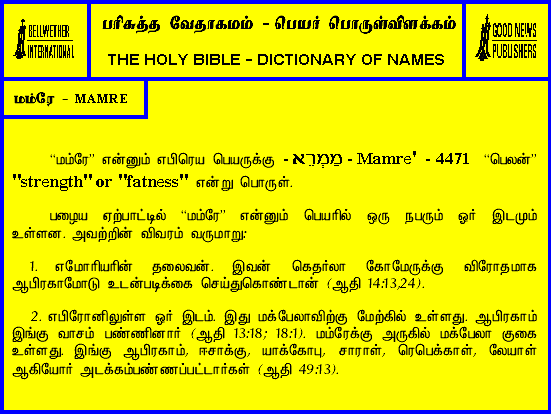 BELLWETHER
INTERNATIONAL
பரிசுத்த வேதாகமம் - பெயர் பொருள்விளக்கம்
THE HOLY BIBLE - DICTIONARY OF NAMES
GOOD NEWS
PUBLISHERS
மம்ரே - MAMRE
“மம்ரே” என்னும் எபிரெய பெயருக்கு - מַמְרֵא - Mamre' - 4471 “பெலன்”
"strength" or "fatness" என்று பொருள்.
பழைய ஏற்பாட்டில் “மம்ரே” என்னும் பெயரில் ஒரு நபரும் ஓர் இடமும்
உள்ளன. அவற்றின் விவரம் வருமாறு:
1. எமோரியரின் தலைவன். இவன் கெதர்லா கோமேருக்கு விரோதமாக
ஆபிரகாமோடு உடன்படிக்கை செய்துகொண்டான் (ஆதி 14:13,24).
2. எபிரோனிலுள்ள ஓர் இடம். இது மக்பேலாவிற்கு மேற்கில் உள்ளது. ஆபிரகாம்
இங்கு வாசம் பண்ணினார் (ஆதி 13:18; 18:1). மம்ரேக்கு அருகில் மக்பேலா குகை
உள்ளது. இங்கு ஆபிரகாம், ஈசாக்கு, யாக்கோபு, சாராள், ரெபெக்காள், லேயாள்
ஆகியோர் அடக்கம்பண்ணப்பட்டார்கள் (ஆதி 49:13).